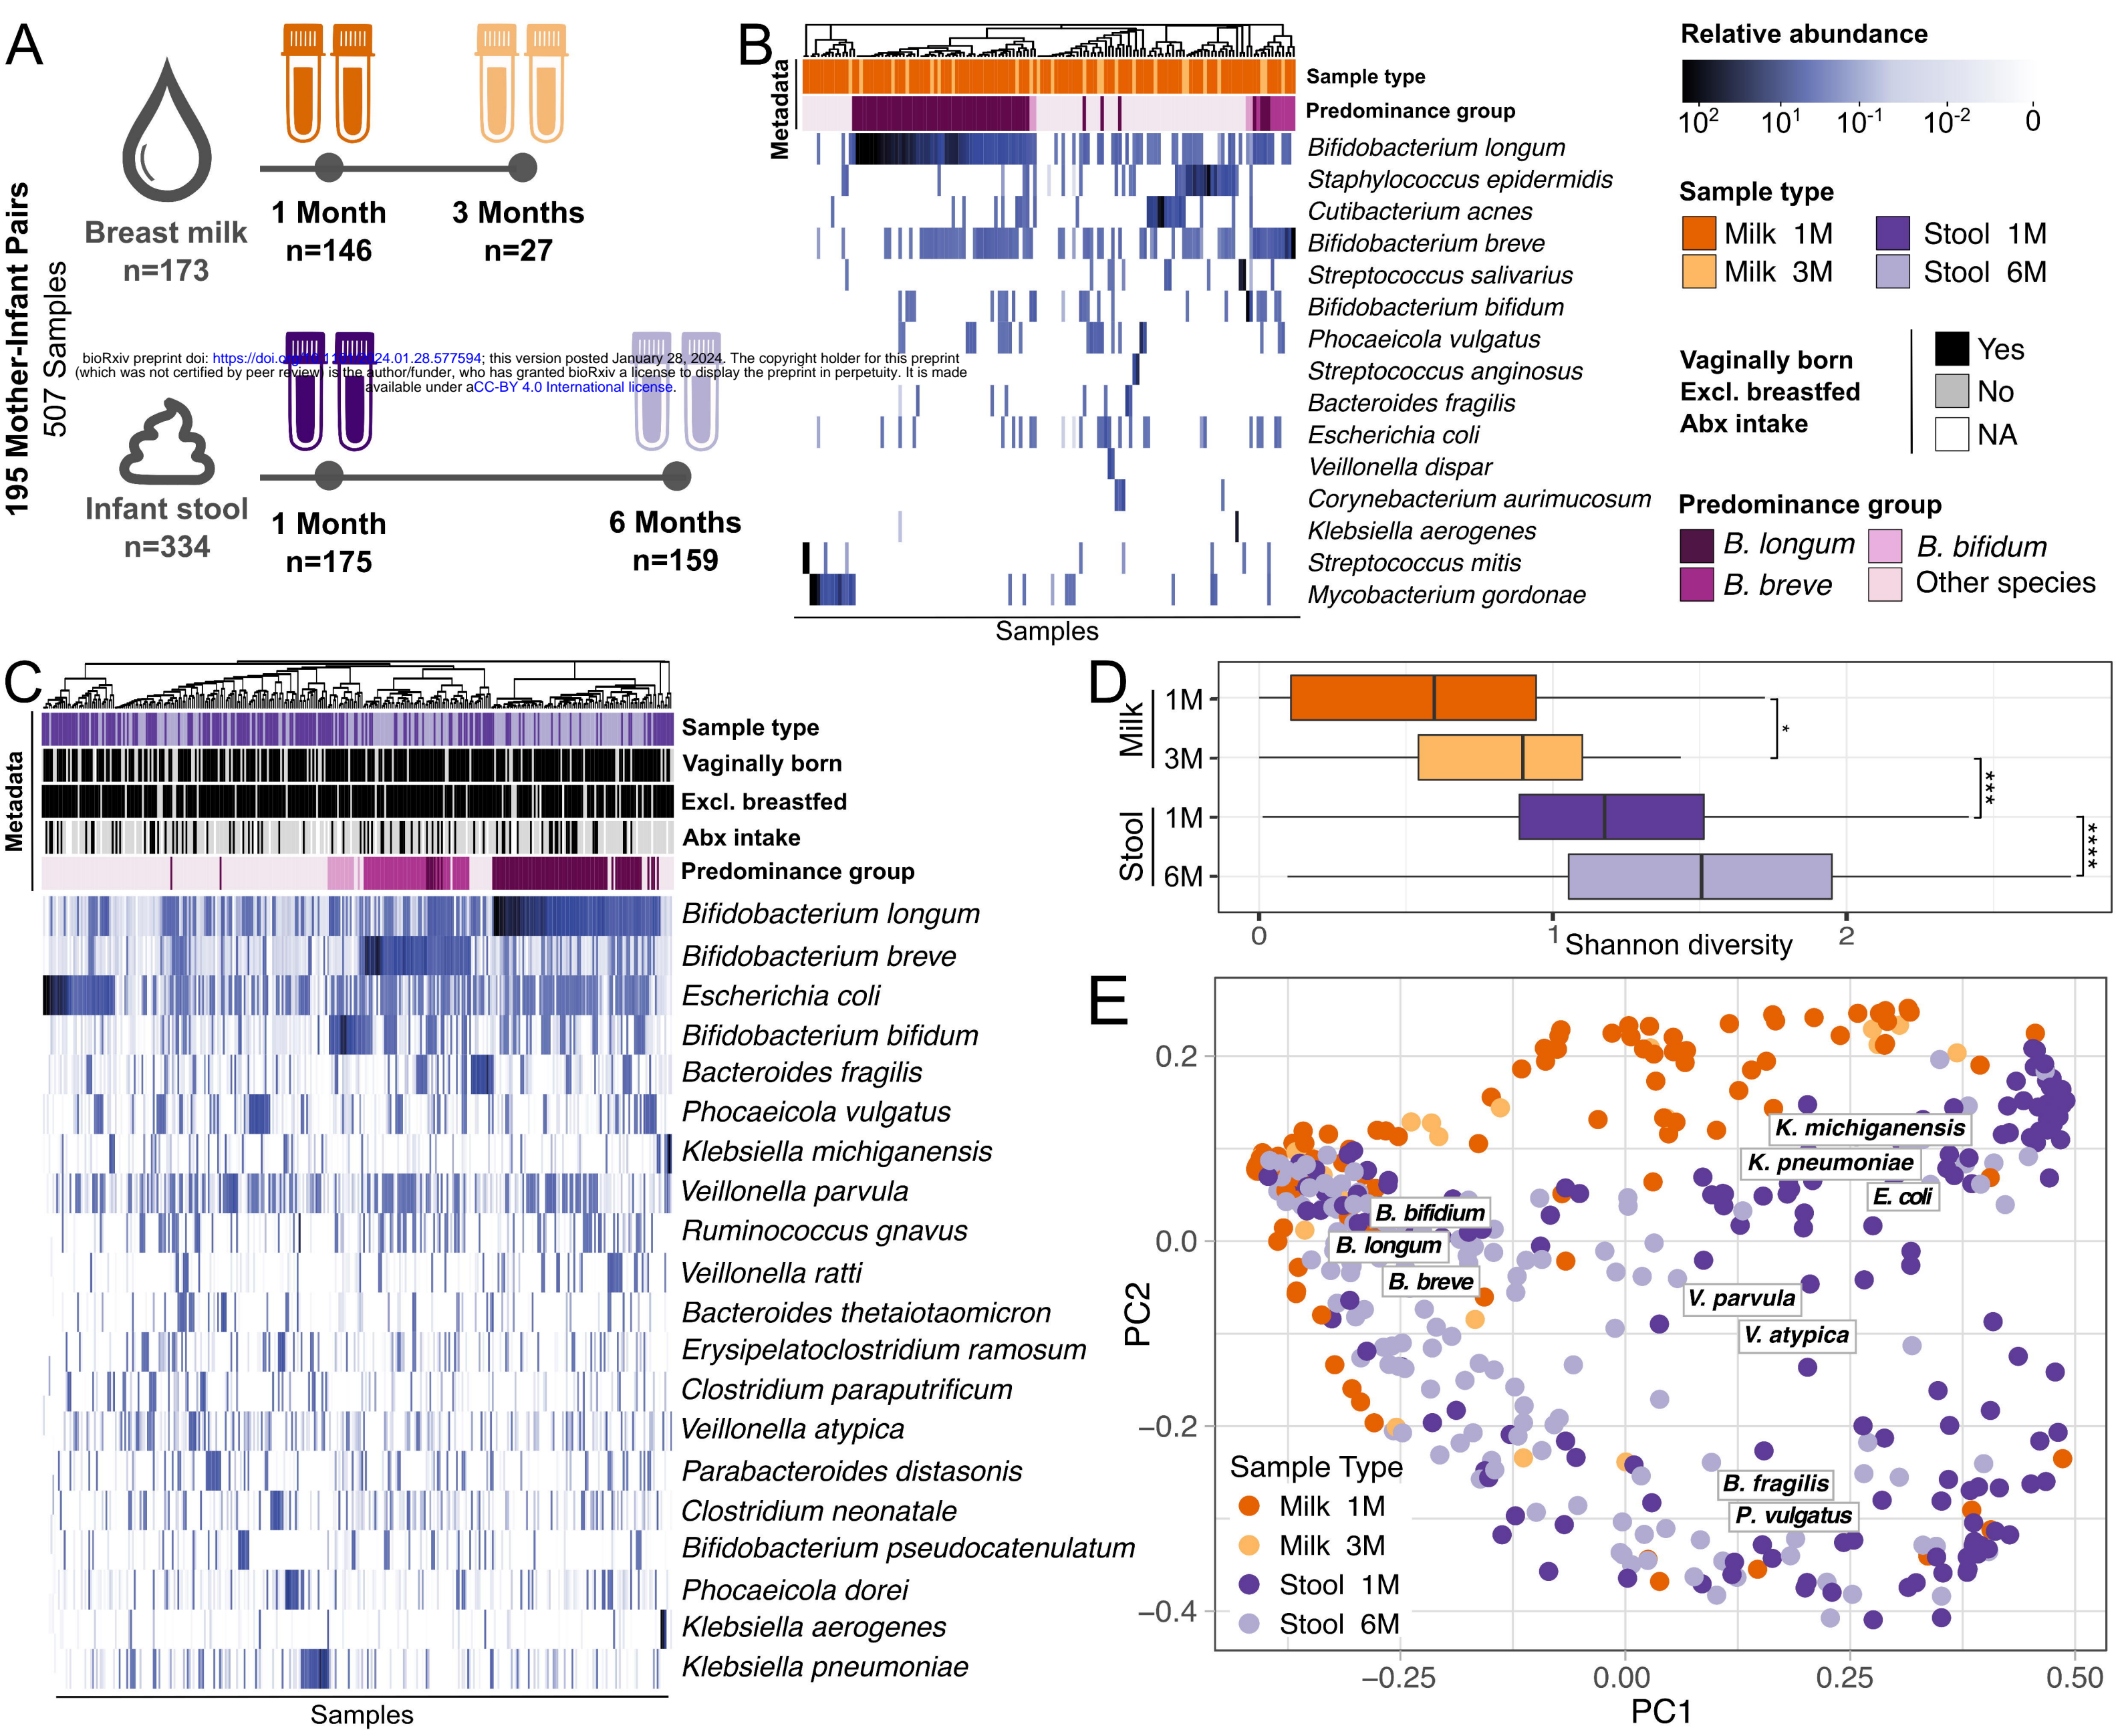 A
195 Mother-Infant Pairs
507 Samples
Breast milk
n=173
1 Month
n=146
3 Months
n=27
bioRxiv preprint doi: https://doi.org/10.1101/2024.01.28.577594; this version posted January 28, 2024. The copyright holder for this preprint
(which was not certified by peer review) is the author/funder, who has granted bioRxiv a license to display the preprint in perpetuity. It is made
available under aCC-BY 4.0 International license.
Infant stool
n=334
1 Month
n=175
6 Months
n=159
B
Metadata
Sample type
Predominance group
Bifidobacterium longum
Staphylococcus epidermidis
Cutibacterium acnes
Bifidobacterium breve
Streptococcus salivarius
Bifidobacterium bifidum
Phocaeicola vulgatus
Streptococcus anginosus
Bacteroides fragilis
Escherichia coli
Veillonella dispar
Corynebacterium aurimucosum
Klebsiella aerogenes
Streptococcus mitis
Mycobacterium gordonae
Samples
Relative abundance
10² 10¹ 10⁻¹ 10⁻² 0
Sample type
Milk 1M Stool 1M
Milk 3M Stool 6M
Vaginally born
Excl. breastfed
Abx intake
Yes
No
NA
Predominance group
B. longum B. bifidum
B. breve Other species
C
Metadata
Sample type
Vaginally born
Excl. breastfed
Abx intake
Predominance group
Bifidobacterium longum
Bifidobacterium breve
Escherichia coli
Bifidobacterium bifidum
Bacteroides fragilis
Phocaeicola vulgatus
Klebsiella michiganensis
Veillonella parvula
Ruminococcus gnavus
Veillonella ratti
Bacteroides thetaiotaomicron
Erysipelatoclostridium ramosum
Clostridium paraputrificum
Veillonella atypica
Parabacteroides distasonis
Clostridium neonatale
Bifidobacterium pseudocatenulatum
Phocaeicola dorei
Klebsiella aerogenes
Klebsiella pneumoniae
Samples
D
Milk
1M
3M
Stool
1M
6M
*
****
****
0 1 2
Shannon diversity
E
PC2
0.2
0.0
−0.2
−0.4
K. michiganensis
K. pneumoniae
E. coli
B. bifidium
B. longum
B. breve
V. parvula
V. atypica
B. fragilis
P. vulgatus
Sample Type
Milk 1M
Milk 3M
Stool 1M
Stool 6M
−0.25 0.00 0.25 0.50
PC1